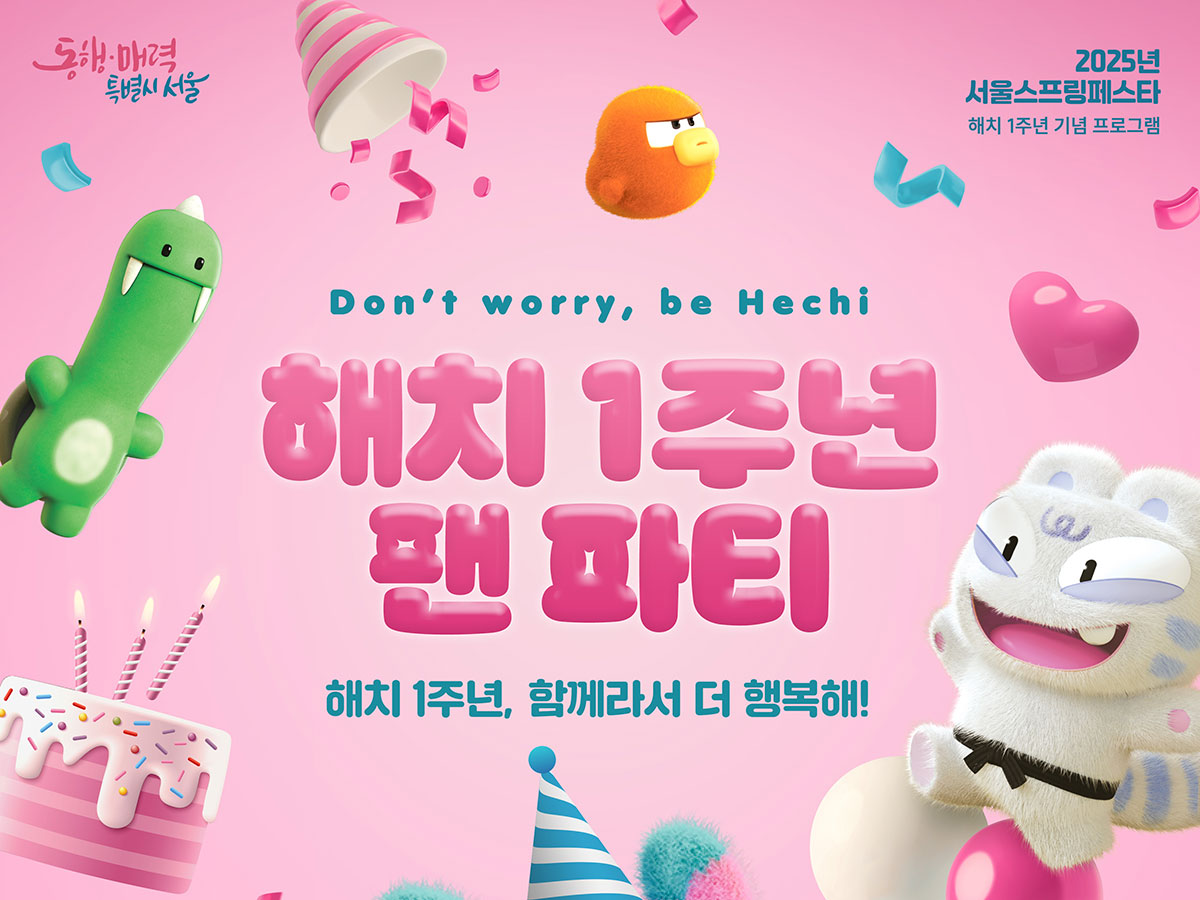 동행·매력
특별시 서울
2025년
서울스프링페스타
해치 1주년 기념 프로그램
Don't worry, be Hechi
해치 1주년
팬 파티
해치 1주년, 함께라서 더 행복해!